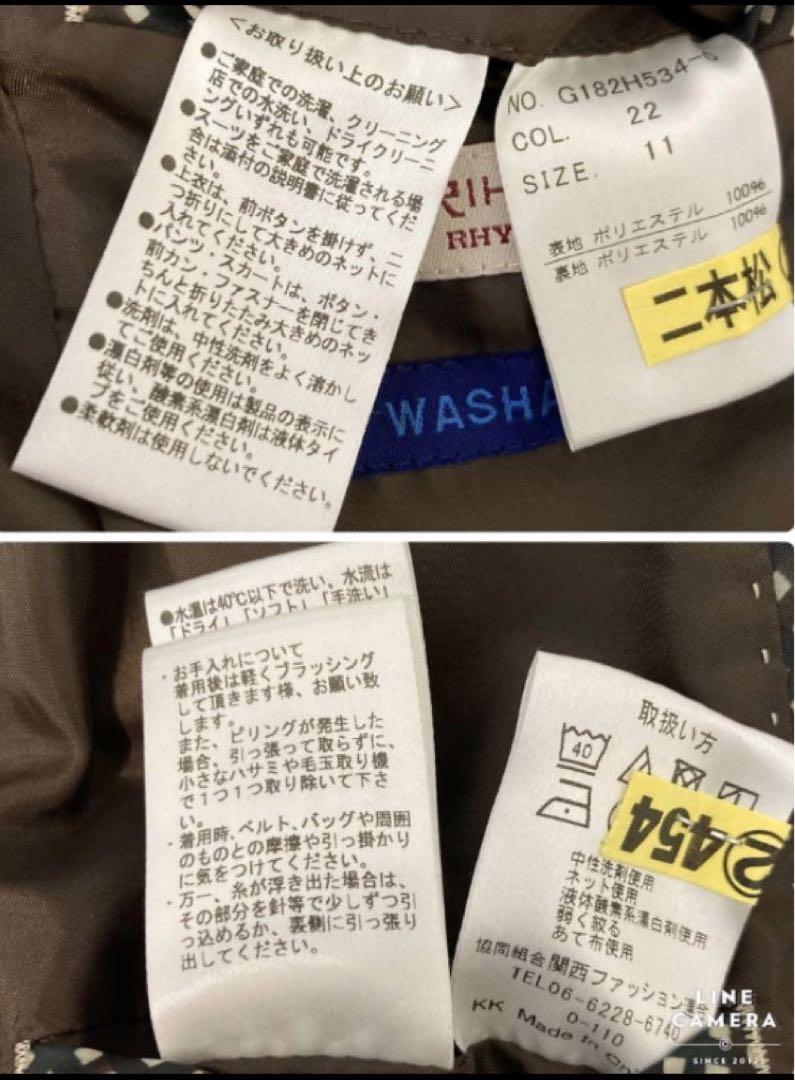 <お取り扱い上のお願い>
●ご家庭での洗濯、クリーニング
店での水洗い、ドライクリーニ
ングいずれも可能です。
●スーツをご家庭で洗濯される場
合は添付の説明書に従ってくだ
さい。
●上衣は、前ボタンを掛けず、二
つ折りにして大きめのネットに
入れてください。
●パンツ・スカートは、ボタン・
前カン・ファスナーを閉じてき
ちんと折りたたみ大きめのネッ
トに入れてください。
●洗剤は、中性洗剤をよく溶かし
てご使用ください。
●漂白剤等の使用は製品の表示に
従い、酸素系漂白剤は液体タイ
プをご使用ください。
●柔軟剤は使用しないでください。
RHY
WASHA
NO. G182H534-6
COL. 22
SIZE. 11
表地 ポリエステル 100%
裏地 ポリエステル 100%
二本松
●水温は40℃以下で洗い、水流は
「ドライ」「ソフト」「手洗い」
・お手入れについて
着用後は軽くブラッシング
して頂きます様、お願い致
します。
また、ピリングが発生した
場合、引っ張って取らずに、
小さなハサミや毛玉取り機
で1つ1つ取り除いて下さ
い。
・着用時、ベルト、バッグや周囲
のものとの摩擦や引っ掛かり
に気をつけてください。
・万一、糸が浮き出た場合は、
その部分を針等で少しずつ引
っ込めるか、裏側に引っ張り
出してください。
取扱い方
40
②454
中性洗剤使用
ネット使用
液体酸素系漂白剤使用
弱く絞る
あて布使用
協同組合関西ファッション連合
TEL06-6228-6740
0-110
KK Made in Chi
LINE
CAMERA
SINCE 2012